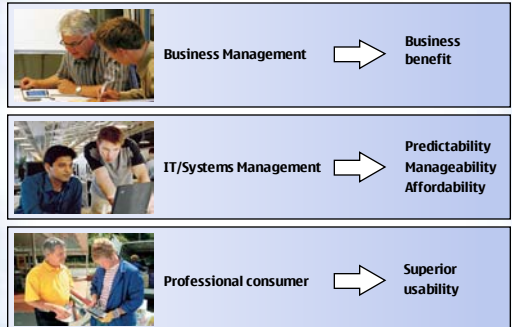 Business Management
Business
benefit
IT/Systems Management
Predictability
Manageability
Affordability
Professional consumer
Superior
usability